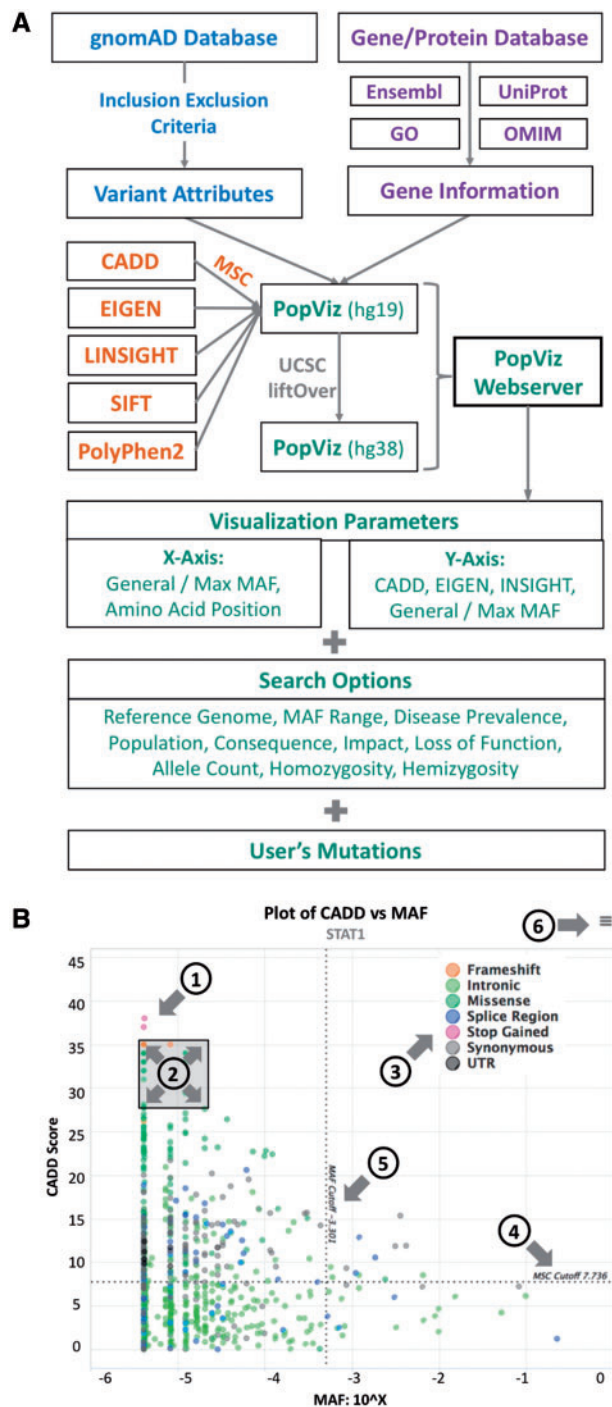 A
gnomAD Database
Gene/Protein Database
Inclusion Exclusion
Criteria
Ensembl
UniProt
GO
OMIM
Variant Attributes
Gene Information
CADD
MSC
EIGEN
LINSIGHT
SIFT
PolyPhen2
PopViz (hg19)
UCSC
liftOver
PopViz (hg38)
PopViz
Webserver
Visualization Parameters
X-Axis:
General / Max MAF,
Amino Acid Position
Y-Axis:
CADD, EIGEN, INSIGHT,
General / Max MAF
Search Options
Reference Genome, MAF Range, Disease Prevalence,
Population, Consequence, Impact, Loss of Function,
Allele Count, Homozygosity, Hemizygosity
User's Mutations
B
Plot of CADD vs MAF
STAT1
6
1
2
3
5
4
Frameshift
Intronic
Missense
Splice Region
Stop Gained
Synonymous
UTR
MAF Cutoff -3.301
MSC Cutoff 7.736
CADD Score
45
40
35
30
25
20
15
10
5
0
-6
-5
-4
-3
-2
-1
0
MAF: 10^X